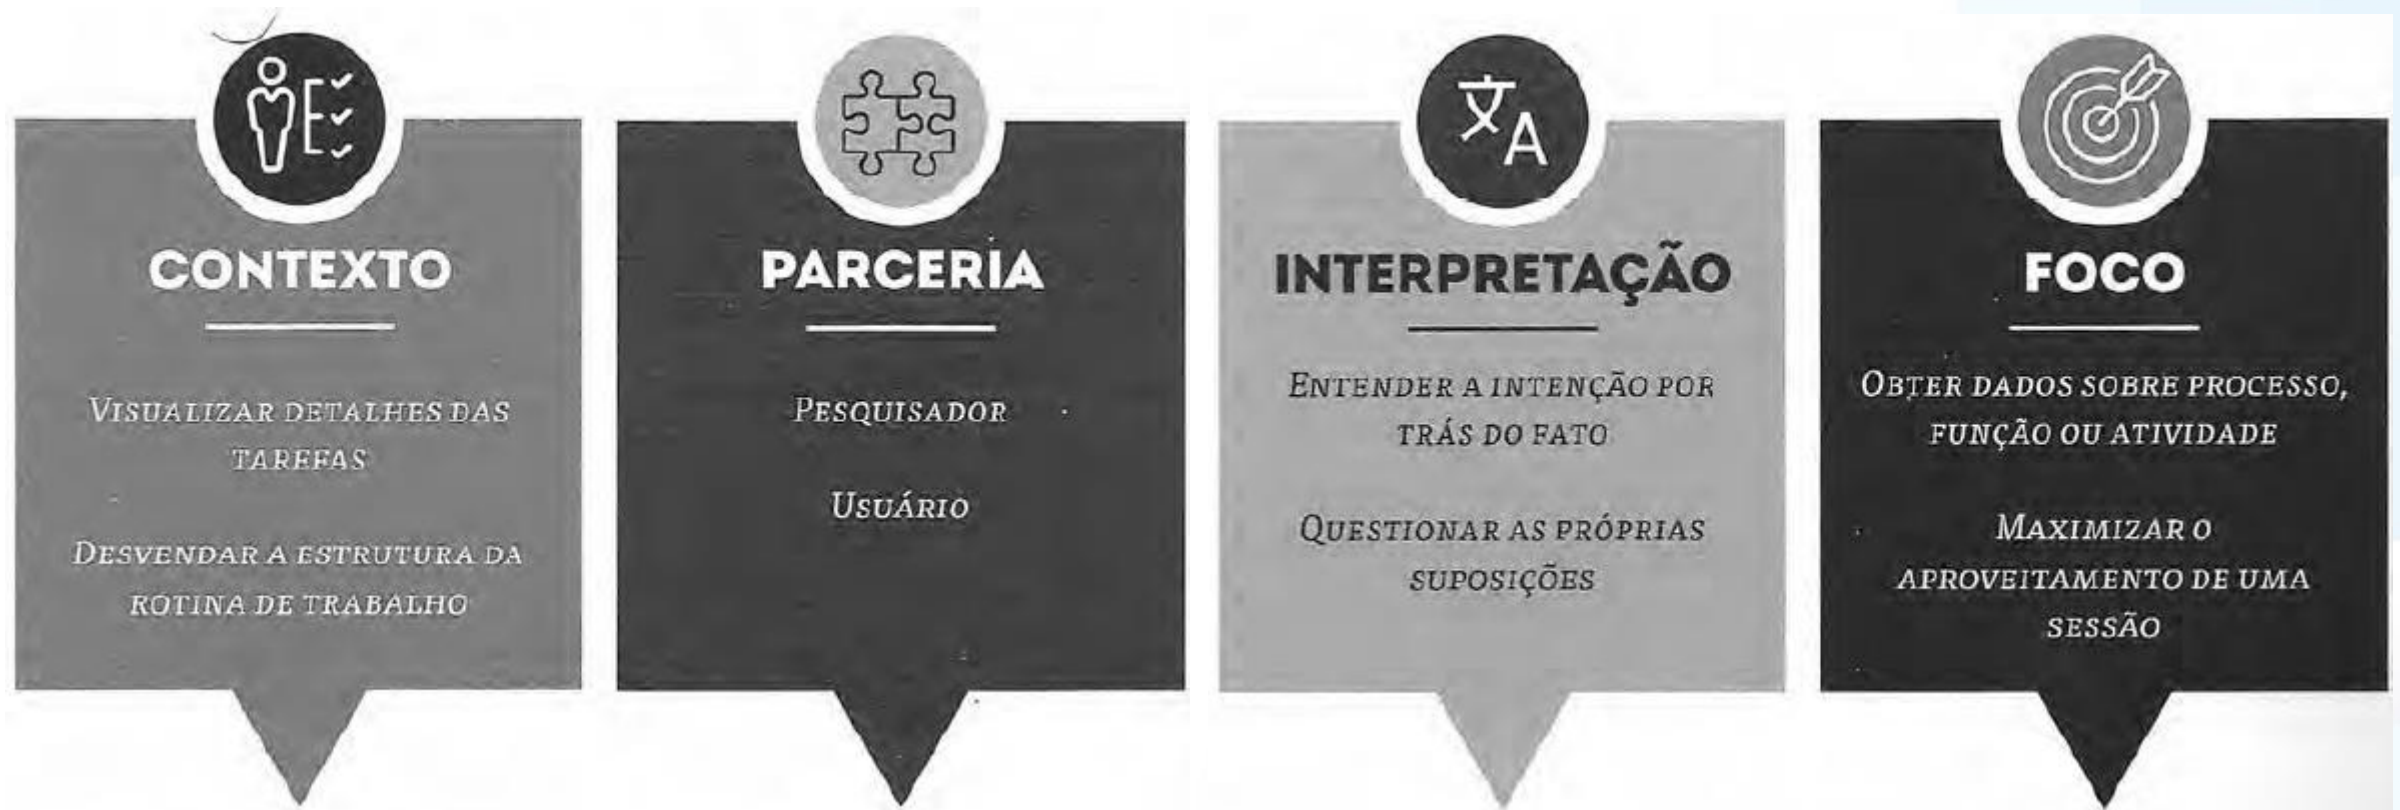 文A
CONTEXTO
VISUALIZAR DETALHES DAS
TAREFAS
DESVENDAR A ESTRUTURA DA
ROTINA DE TRABALHO
PARCERIA
PESQUISADOR
USUÁRIO
INTERPRETAÇÃO
ENTENDER A INTENÇÃO POR
TRÁS DO FATO
QUESTIONAR AS PRÓPRIAS
SUPOSIÇÕES
FOCO
OBTER DADOS SOBRE PROCESSO,
FUNÇÃO OU ATIVIDADE
MAXIMIZAR O
APROVEITAMENTO DE UMA
SESSÃO